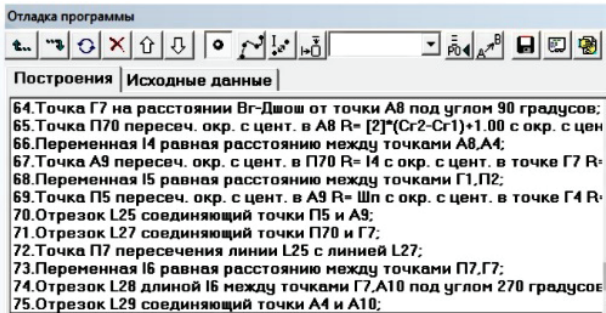 Отладка программы
Построения Исходные данные
64.Точка Г7 на расстоянии Вг-Дшош от точки А8 под углом 90 градусов;
65.Точка П70 пересеч. окр. с цент. в А8 R= [2]*(Сг2-Сг1)+1.00 с окр. с цен
66.Переменная I4 равная расстоянию между точками А8,А4;
67.Точка А9 пересеч. окр. с цент. в П70 R= I4 с окр. с цент. в точке Г7 R=
68.Переменная I5 равная расстоянию между точками Г1,П2;
69.Точка П5 пересеч. окр. с цент. в А9 R= Шп с окр. с цент. в точке Г4 R=
70.Отрезок L25 соединяющий точки П5 и А9;
71.Отрезок L27 соединяющий точки П70 и Г7;
72.Точка П7 пересечения линии L25 с линией L27;
73.Переменная I6 равная расстоянию между точками П7,Г7;
74.Отрезок L28 длиной I6 между точками Г7,А10 под углом 270 градусов
75.Отрезок L29 соединяющий точки А4 и А10;